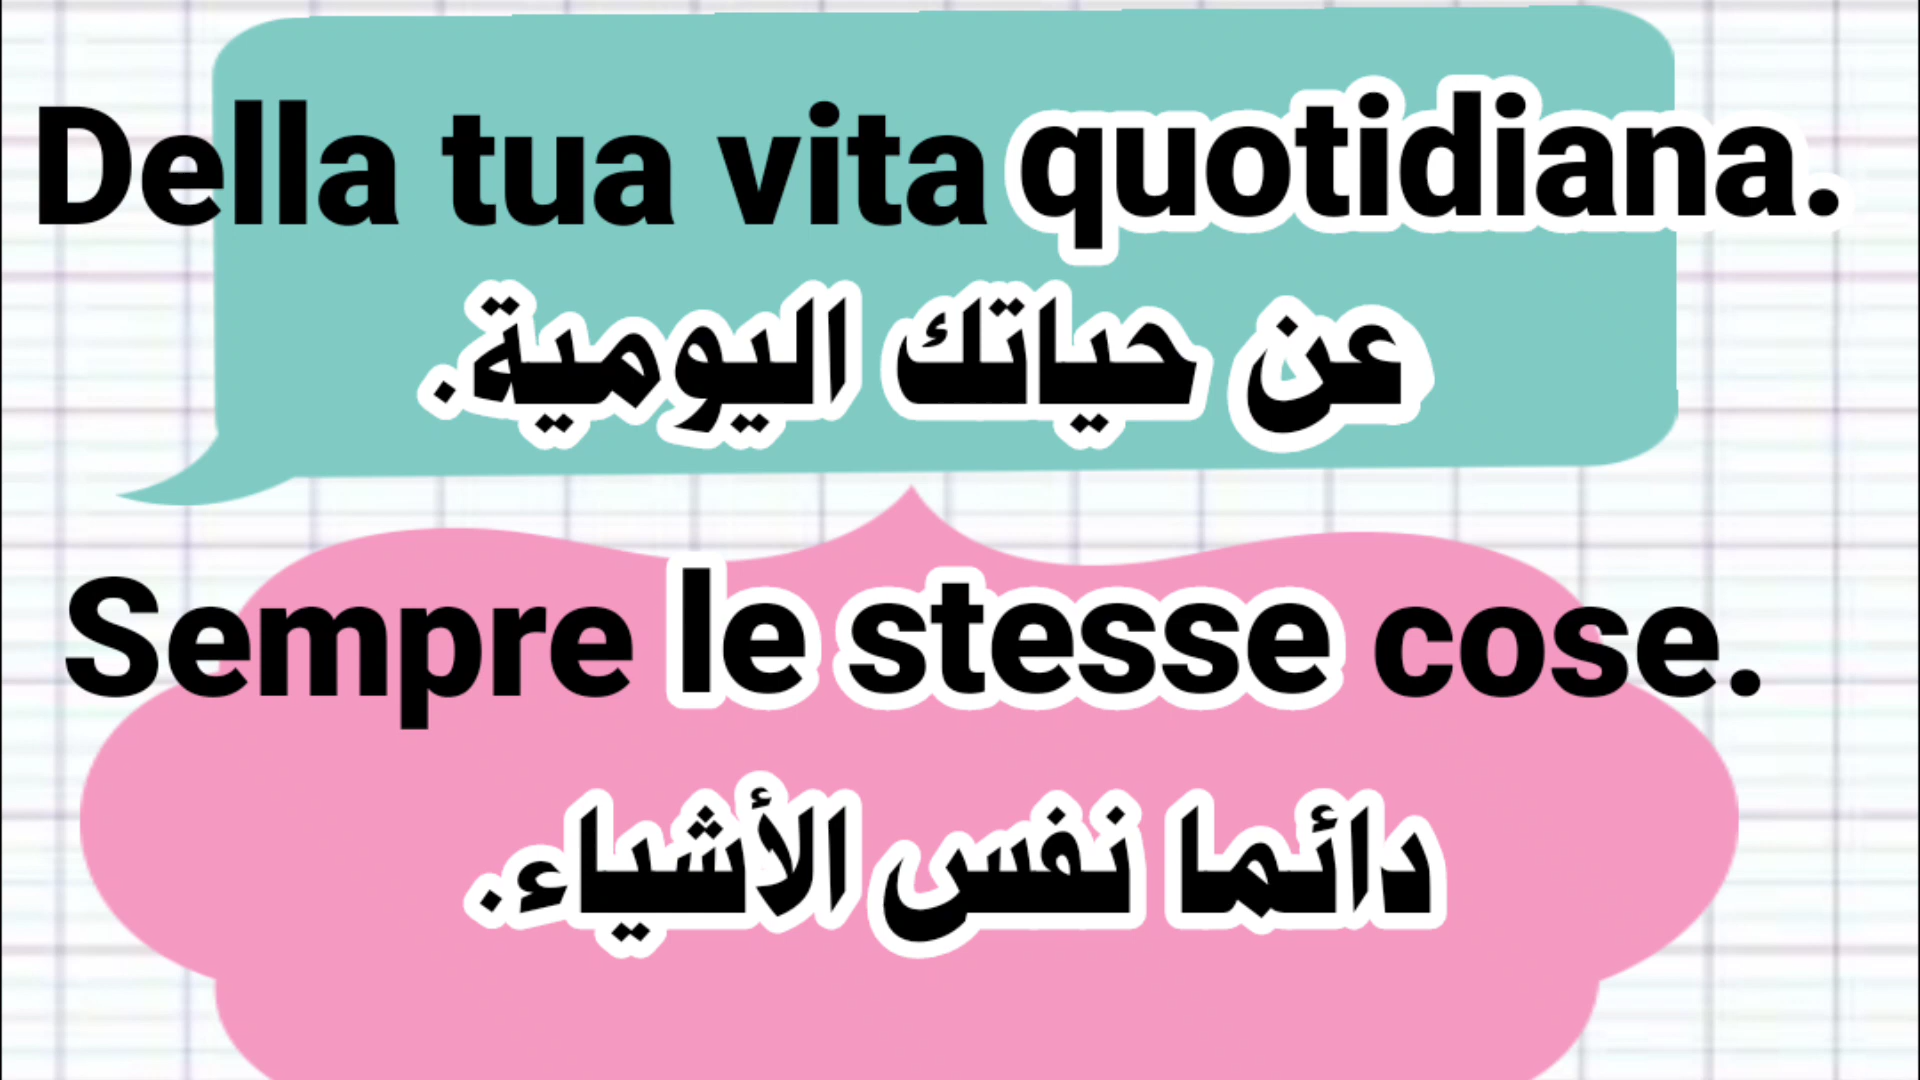 Della tua vita quotidiana.
عن حياتك اليومية.
Sempre le stesse cose.
دائما نفس الأشياء.